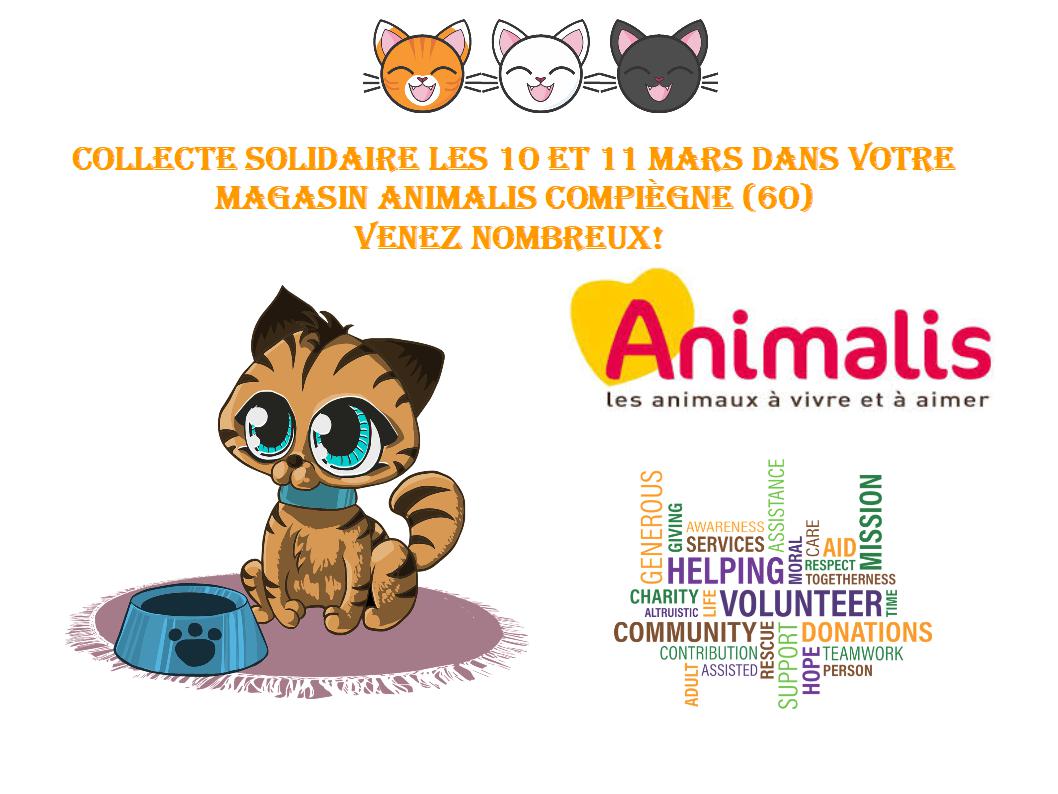 COLLECTE SOLIDAIRE LES 10 ET 11 MARS DANS VOTRE
MAGASIN ANIMALIS COMPIÈGNE (60)
VENEZ NOMBREUX!
Animalis
les animaux à vivre et à aimer
GENEROUS
GIVING
AWARENESS
SERVICES
ASSISTANCE
MORAL
CARE
AID
MISSION
HELPING
RESPECT
TOGETHERNESS
CHARITY
ALTRUISTIC
LIFE
VOLUNTEER
TIME
COMMUNITY
RESCUE
SUPPORT
DONATIONS
CONTRIBUTION
HOPE
TEAMWORK
ADULT
ASSISTED
PERSON